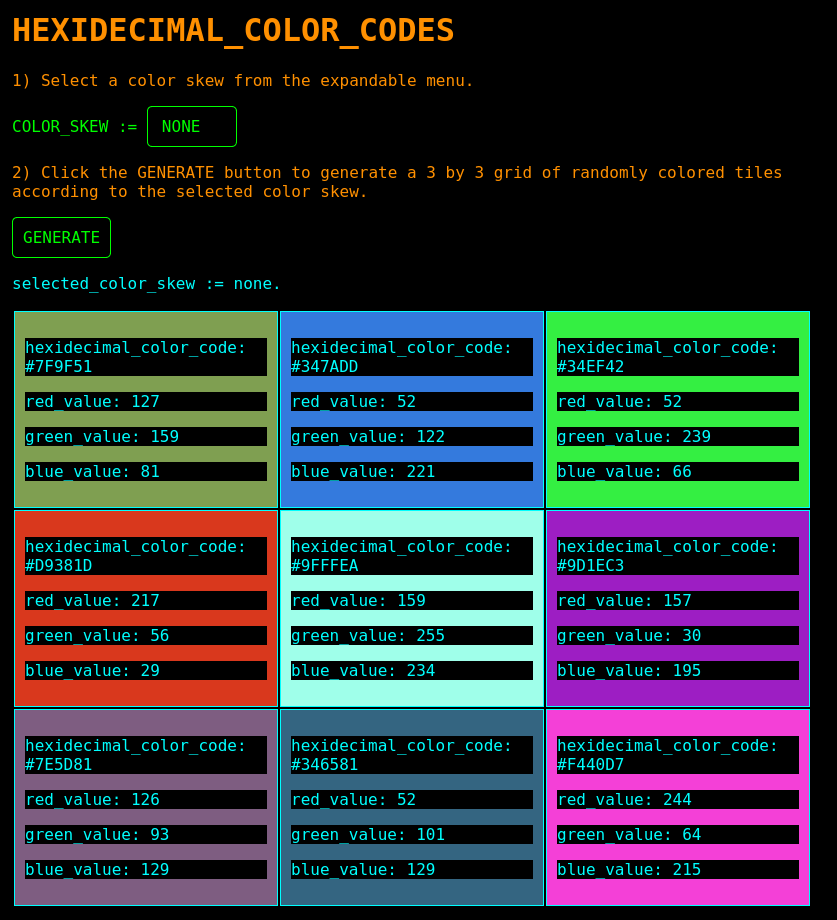 HEXIDECIMAL_COLOR_CODES
1) Select a color skew from the expandable menu.
COLOR_SKEW := NONE
2) Click the GENERATE button to generate a 3 by 3 grid of randomly colored tiles
according to the selected color skew.
GENERATE
selected_color_skew := none.
hexidecimal_color_code:
#7F9F51
red_value: 127
green_value: 159
blue_value: 81
hexidecimal_color_code:
#347ADD
red_value: 52
green_value: 122
blue_value: 221
hexidecimal_color_code:
#34EF42
red_value: 52
green_value: 239
blue_value: 66
hexidecimal_color_code:
#D9381D
red_value: 217
green_value: 56
blue_value: 29
hexidecimal_color_code:
#9FFFEA
red_value: 159
green_value: 255
blue_value: 234
hexidecimal_color_code:
#9D1EC3
red_value: 157
green_value: 30
blue_value: 195
hexidecimal_color_code:
#7E5D81
red_value: 126
green_value: 93
blue_value: 129
hexidecimal_color_code:
#346581
red_value: 52
green_value: 101
blue_value: 129
hexidecimal_color_code:
#F440D7
red_value: 244
green_value: 64
blue_value: 215